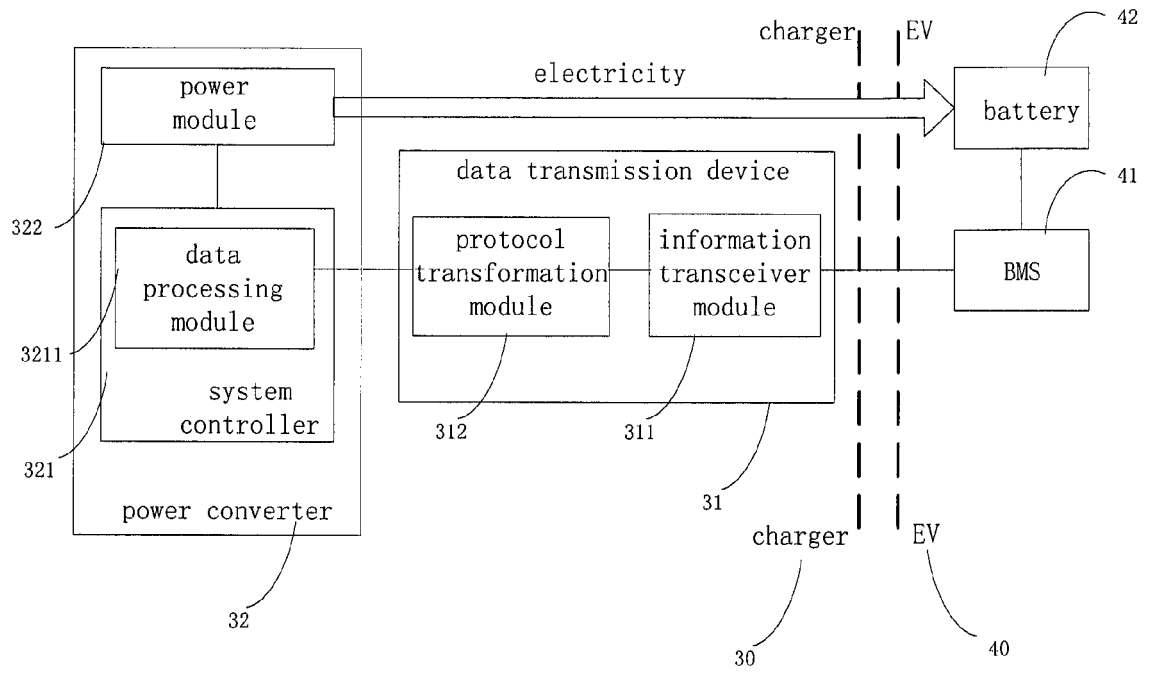 charger
EV
42
electricity
power
module
battery
data transmission device
41
322
protocol
transformation
module
information
transceiver
module
data
processing
module
BMS
3211
system
controller
312
311
321
31
power converter
charger
EV
32
30
40